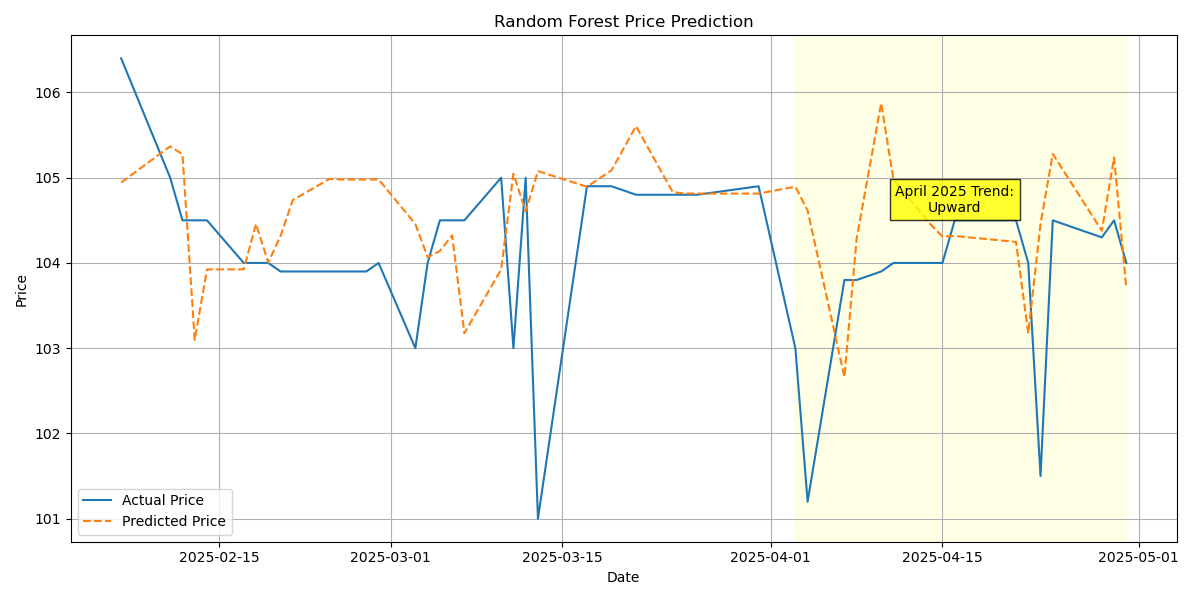 Random Forest Price Prediction
Price
106
105
104
103
102
101
April 2025 Trend:
Upward
Actual Price
Predicted Price
2025-02-15
2025-03-01
2025-03-15
2025-04-01
2025-04-15
2025-05-01
Date